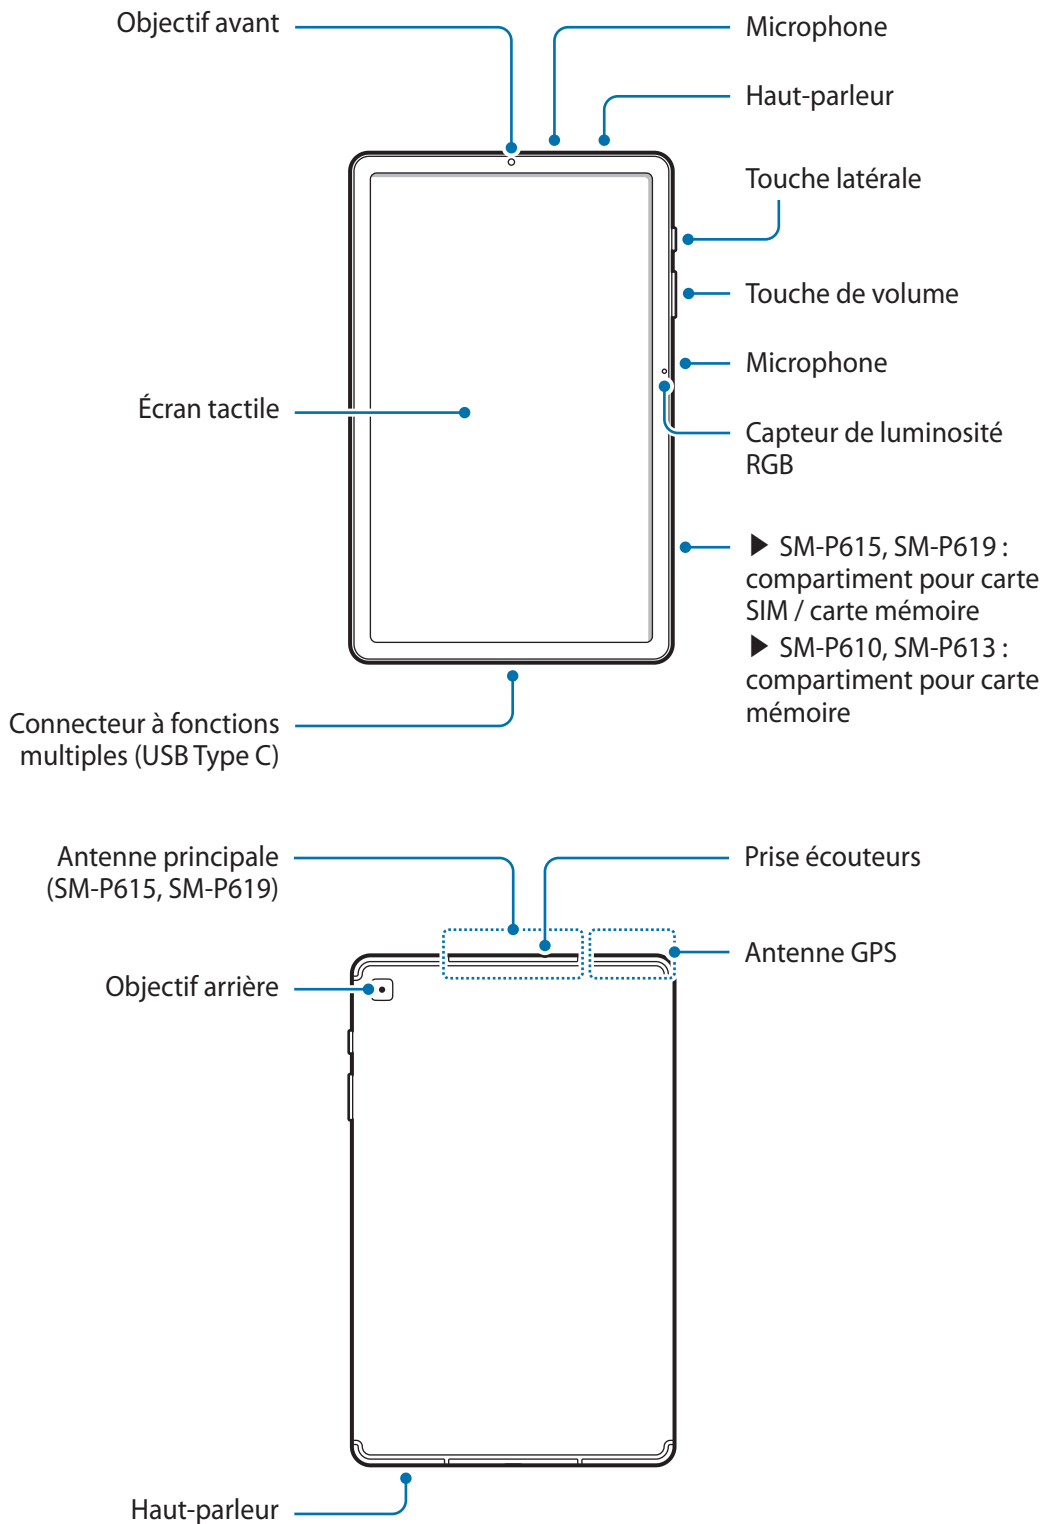 Objectif avant
Microphone
Haut-parleur
Touche latérale
Touche de volume
Microphone
Écran tactile
Capteur de luminosité
RGB
▶ SM-P615, SM-P619 :
compartiment pour carte
SIM / carte mémoire
▶ SM-P610, SM-P613 :
compartiment pour carte
mémoire
Connecteur à fonctions
multiples (USB Type C)
Antenne principale
(SM-P615, SM-P619)
Prise écouteurs
Antenne GPS
Objectif arrière
Haut-parleur